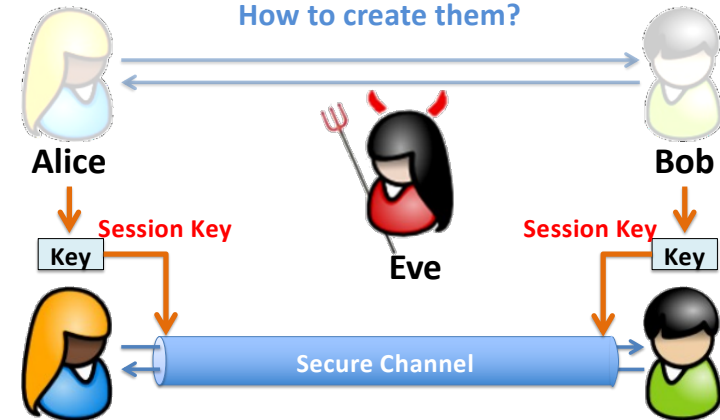 How to create them?
Alice
Bob
Session Key
Session Key
Key
Key
Eve
Secure Channel